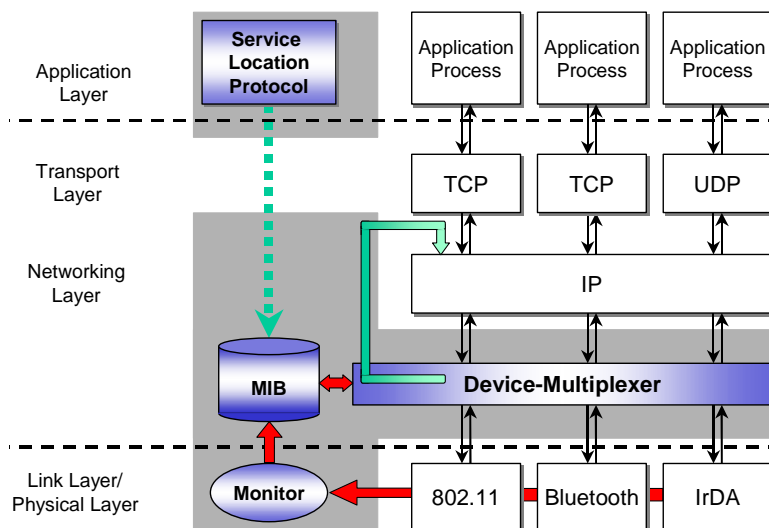 Application
Layer
Service
Location
Protocol
Application
Process
Application
Process
Application
Process
Transport
Layer
TCP
TCP
UDP
Networking
Layer
IP
MIB
Device-Multiplexer
Link Layer/
Physical Layer
Monitor
802.11
Bluetooth
IrDA